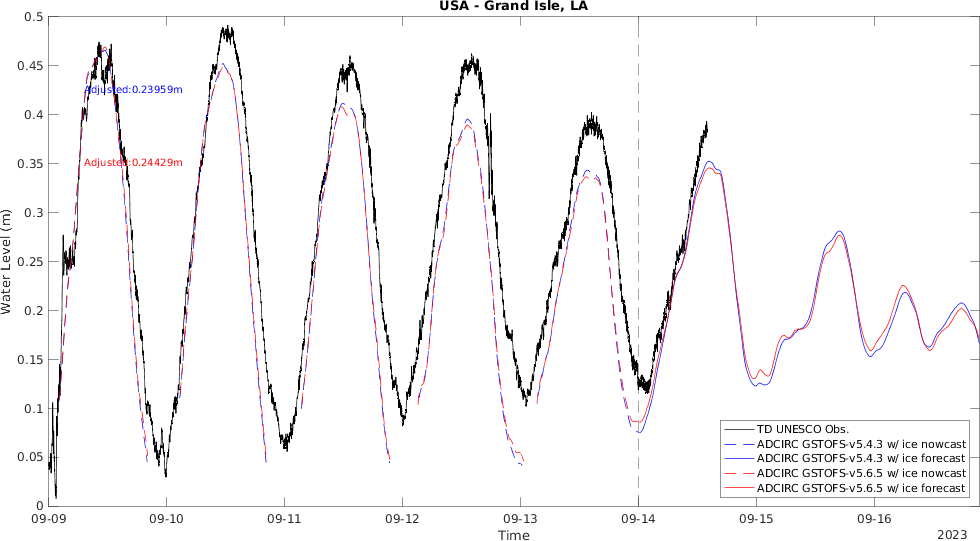 USA - Grand Isle, LA
0.5
0.45
0.4
0.35
0.3
0.25
0.2
0.15
0.1
0.05
0
Water Level (m)
Adjusted:0.23959m
Adjusted:0.24429m
TD UNESCO Obs.
ADCIRC GSTOFS-v5.4.3 w/ ice nowcast
ADCIRC GSTOFS-v5.4.3 w/ ice forecast
ADCIRC GSTOFS-v5.6.5 w/ ice nowcast
ADCIRC GSTOFS-v5.6.5 w/ ice forecast
09-09 09-10 09-11 09-12 09-13 09-14 09-15 09-16
Time
2023